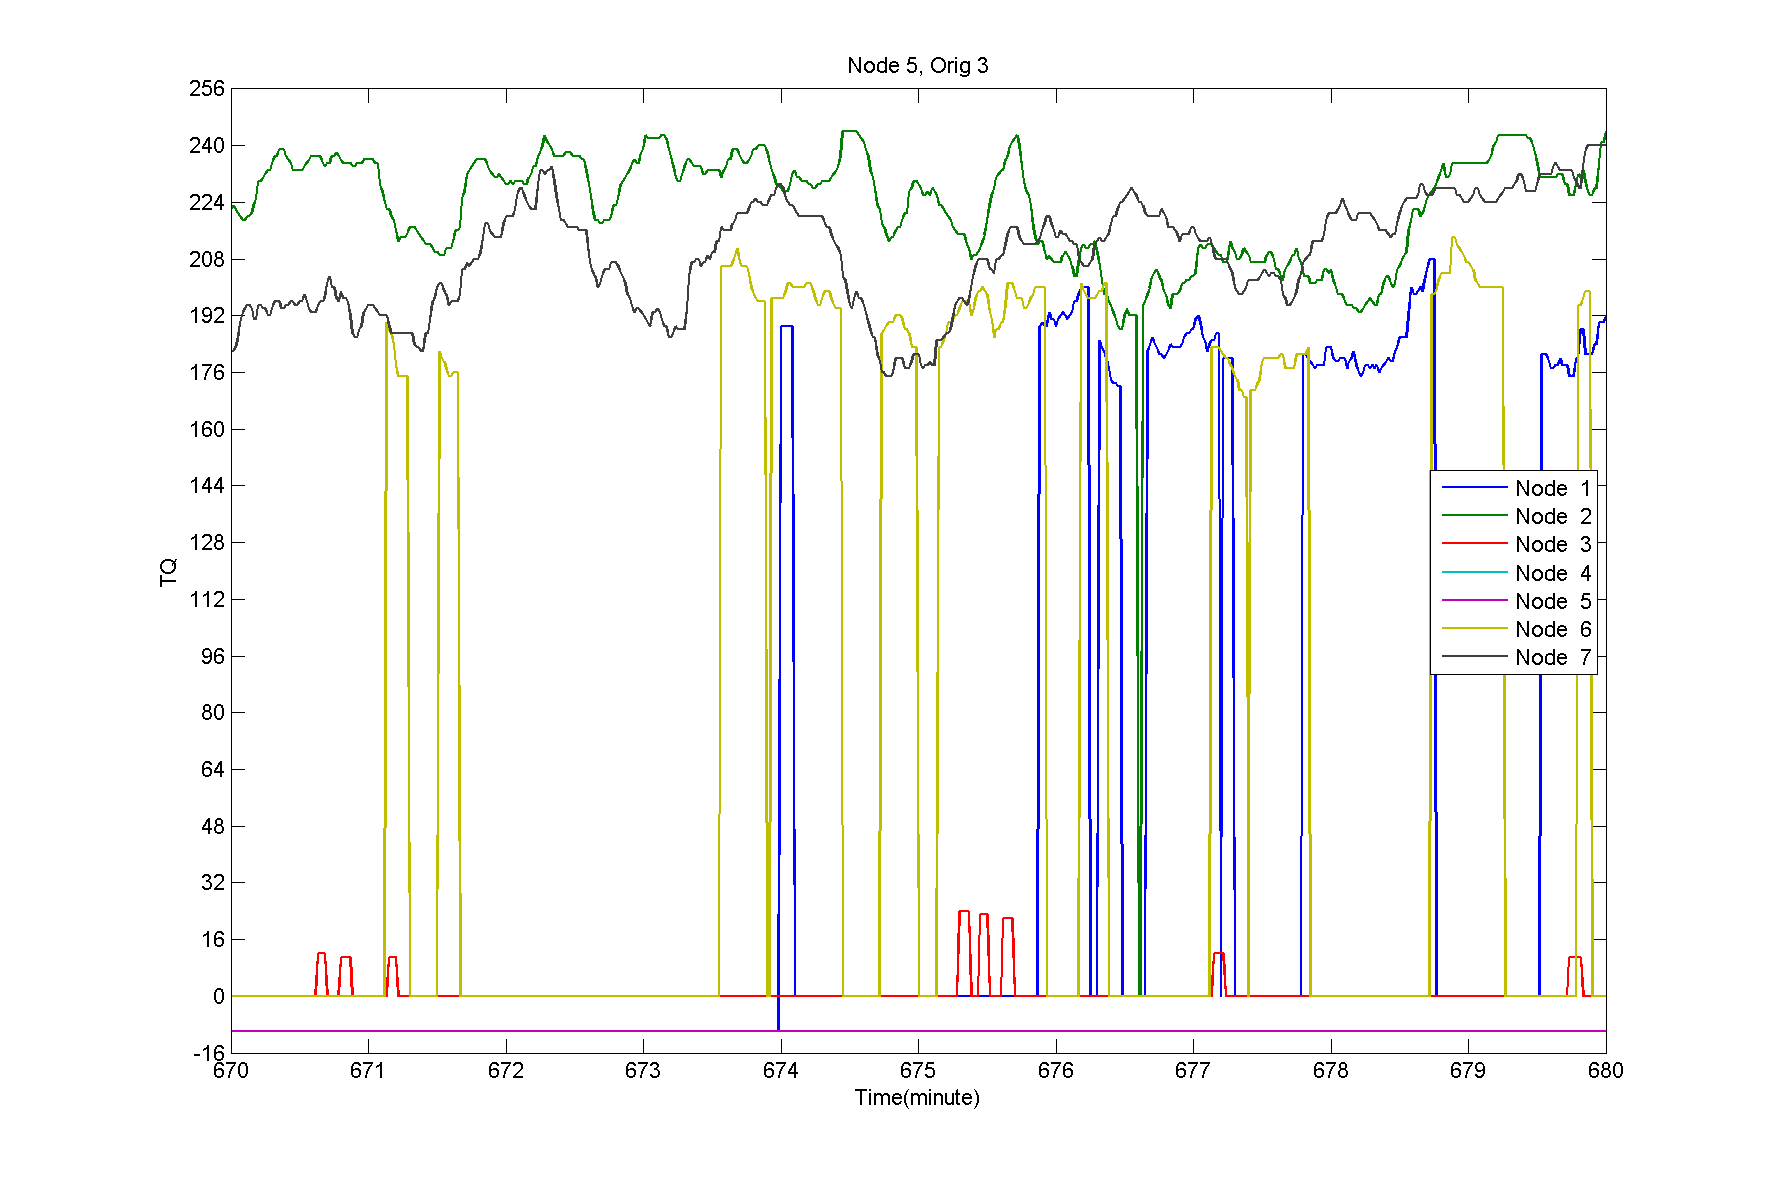 Node 5, Orig 3
256
240
224
208
192
176
160
144
128
112
96
80
64
48
32
16
0
-16
TQ
Node 1
Node 2
Node 3
Node 4
Node 5
Node 6
Node 7
670 671 672 673 674 675 676 677 678 679 680
Time(minute)